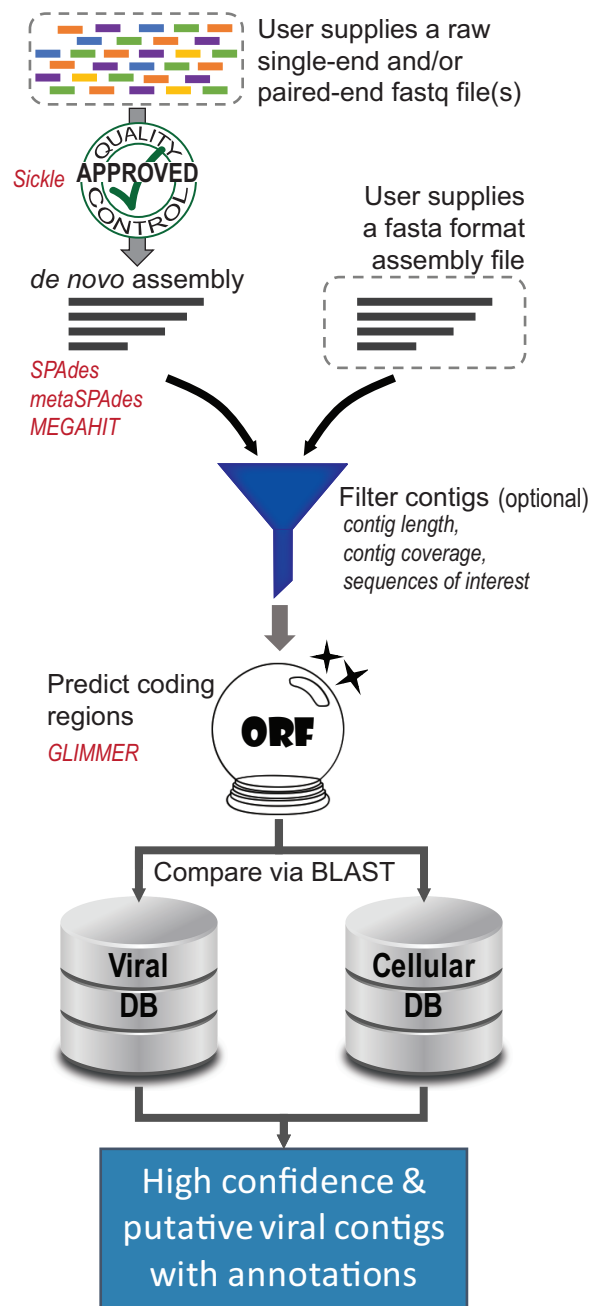 User supplies a raw
single-end and/or
paired-end fastq file(s)
QUALITY
APPROVED
CONTROL
Sickle
User supplies
a fasta format
assembly file
de novo assembly
SPAdes
metaSPAdes
MEGAHIT
Filter contigs (optional)
contig length,
contig coverage,
sequences of interest
Predict coding
regions
GLIMMER
ORF
Compare via BLAST
Viral
DB
Cellular
DB
High confidence &
putative viral contigs
with annotations